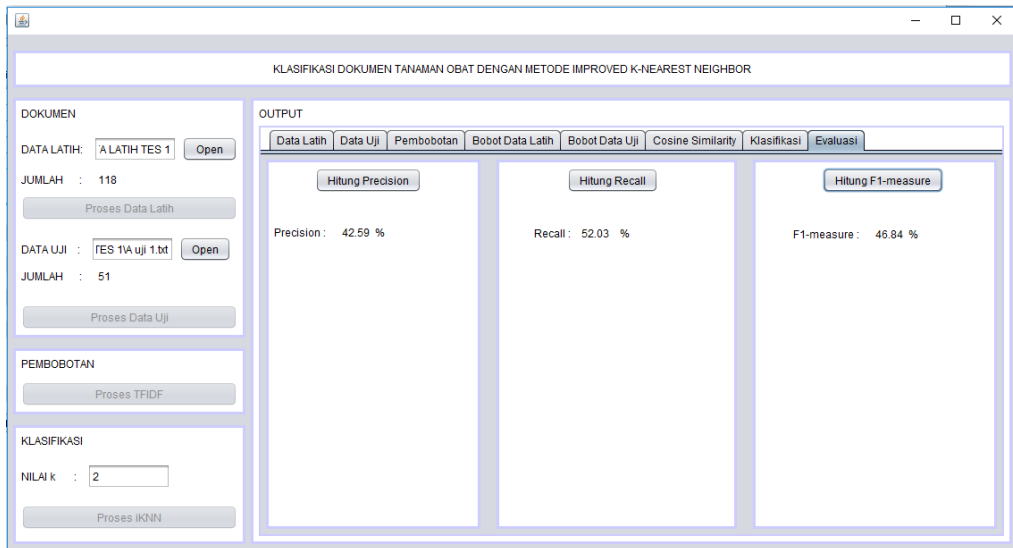 KLASIFIKASI DOKUMEN TANAMAN OBAT DENGAN METODE IMPROVED K-NEAREST NEIGHBOR
DOKUMEN
DATA LATIH: 'A LATIH TES 1 Open
JUMLAH : 118
Proses Data Latih
DATA UJI : TES 1\A uji 1.txt Open
JUMLAH : 51
Proses Data Uji
PEMBOBOTAN
Proses TFIDF
KLASIFIKASI
NILAI k : 2
Proses iKNN
OUTPUT
Data Latih Data Uji Pembobotan Bobot Data Latih Bobot Data Uji Cosine Similarity Klasifikasi Evaluasi
Hitung Precision
Precision : 42.59 %
Hitung Recall
Recall : 52.03 %
Hitung F1-measure
F1-measure : 46.84 %